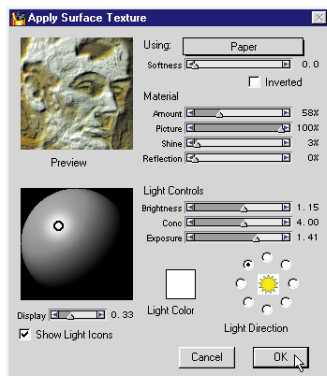 Apply Surface Texture
Using: Paper
Softness 0.0
Inverted
Material
Amount 58%
Picture 100%
Shine 3%
Reflection 0%
Preview
Light Controls
Brightness 1.15
Conc 4.00
Exposure 1.41
Display 0.33
Light Color
Show Light Icons
Light Direction
Cancel OK